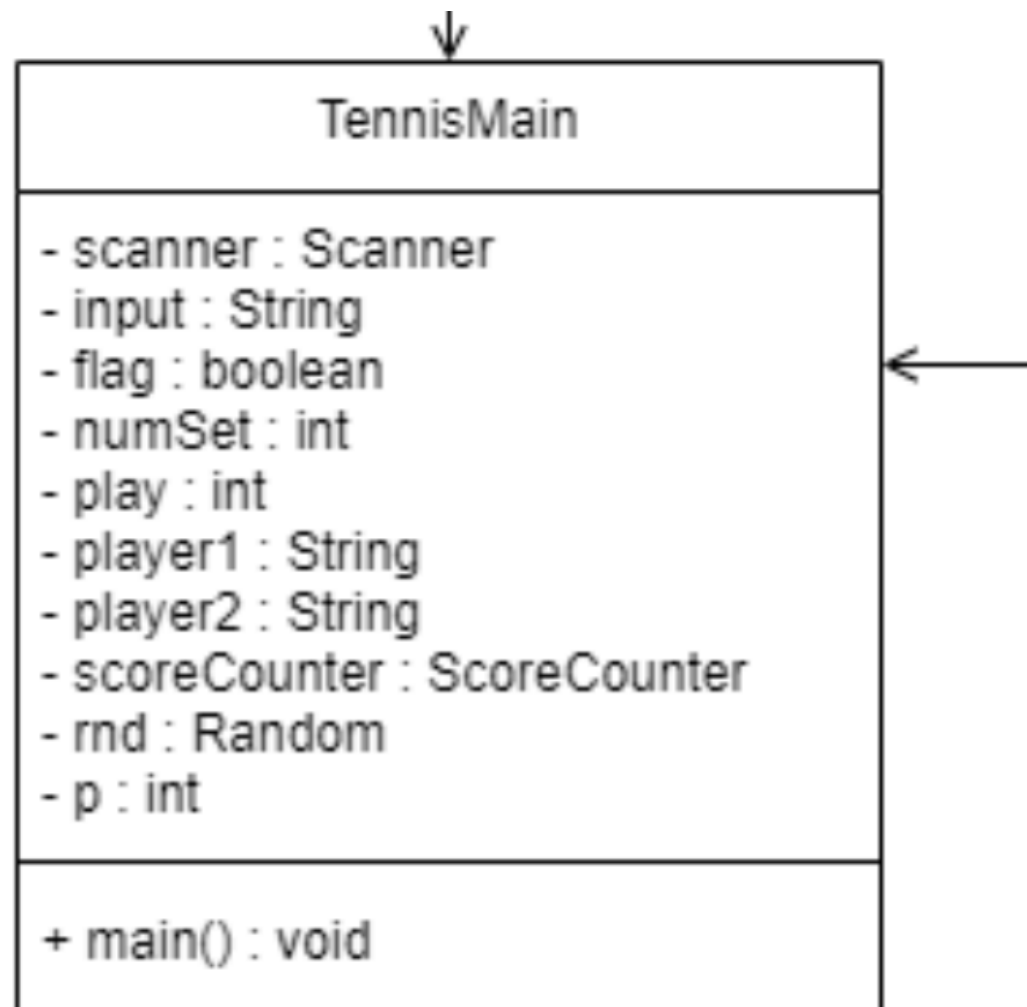 TennisMain
- scanner : Scanner
- input : String
- flag : boolean
- numSet : int
- play : int
- player1 : String
- player2 : String
- scoreCounter : ScoreCounter
- rnd : Random
- p : int
+ main() : void